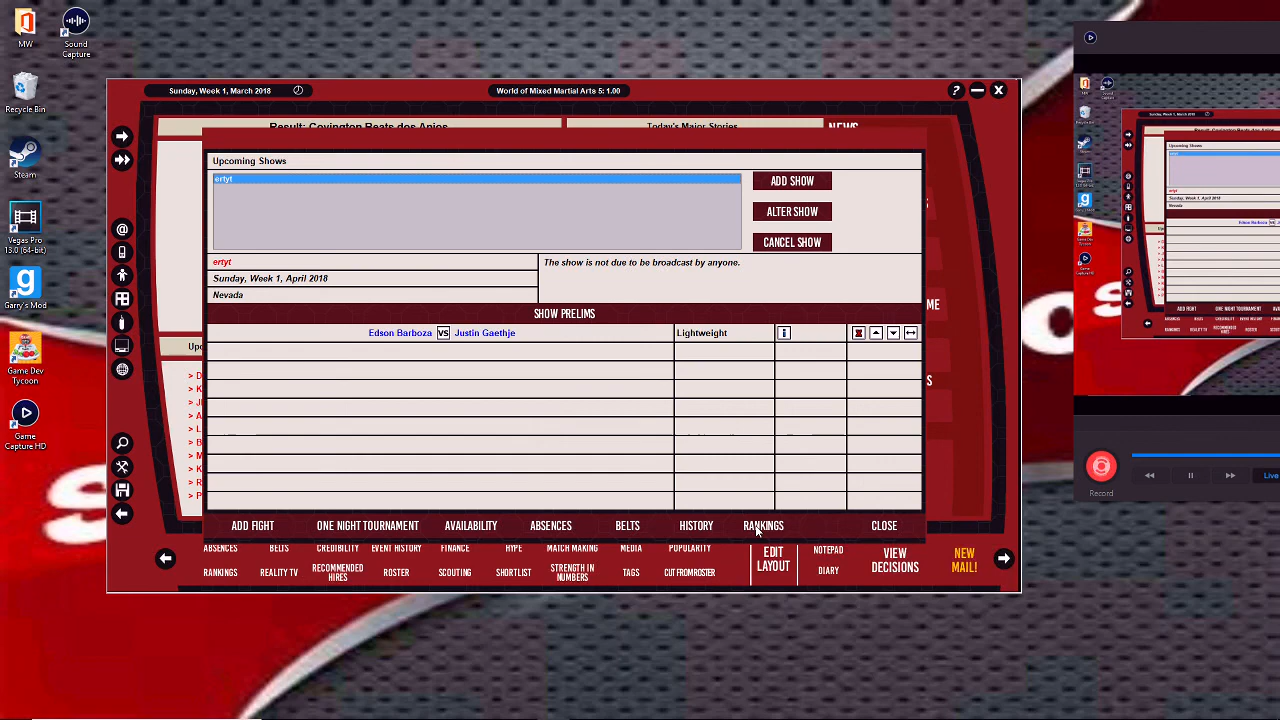 MW
Sound
Capture
Recycle Bin
Steam
Vegas Pro
13.0 (64-bit)
Garry's Mod
Game Dev
Tycoon
Game
Capture HD
Sunday, Week 1, March 2018
World of Mixed Martial Arts 5: 1.00
?
Result: Covington Beats dos Anjos
Today's Major Stories
NEWS
Upcoming Shows
ertyt
ADD SHOW
ALTER SHOW
CANCEL SHOW
ertyt
The show is not due to be broadcast by anyone.
Sunday, Week 1, April 2018
Nevada
SHOW PRELIMS
Edson Barboza VS Justin Gaethje
Lightweight
i
X
ADD FIGHT
ONE NIGHT TOURNAMENT
AVAILABILITY
ABSENCES
BELTS
HISTORY
RANKINGS
CLOSE
ABSENCES
BELTS
CREDIBILITY
EVENT HISTORY
FINANCE
HYPE
MATCH MAKING
MEDIA
POPULARITY
RANKINGS
REALITY TV
RECOMMENDED
HIRES
ROSTER
SCOUTING
SHORTLIST
STRENGTH IN
NUMBERS
TAGS
CUT FROM ROSTER
EDIT
LAYOUT
NOTEPAD
DIARY
VIEW
DECISIONS
NEW
MAIL!
Record
Live